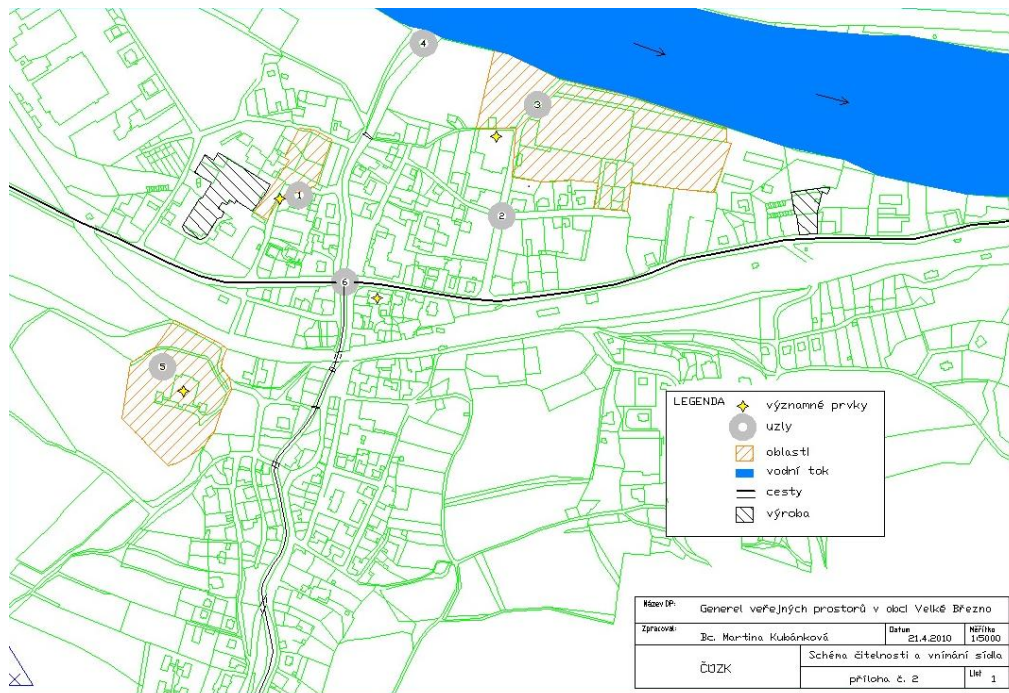 4
3
1
2
6
5
LEGENDA
významné prvky
uzly
oblasti
vodní tok
cesty
výroba
Název DP: Generel veřejných prostorů v obci Velké Březno
Zpracoval: Bc. Martina Kubánková
Datum 21.4.2010
Měřítko 1:5000
ČÚZK
Schéma čitelnosti a vnímání sídla
příloha č. 2
List 1